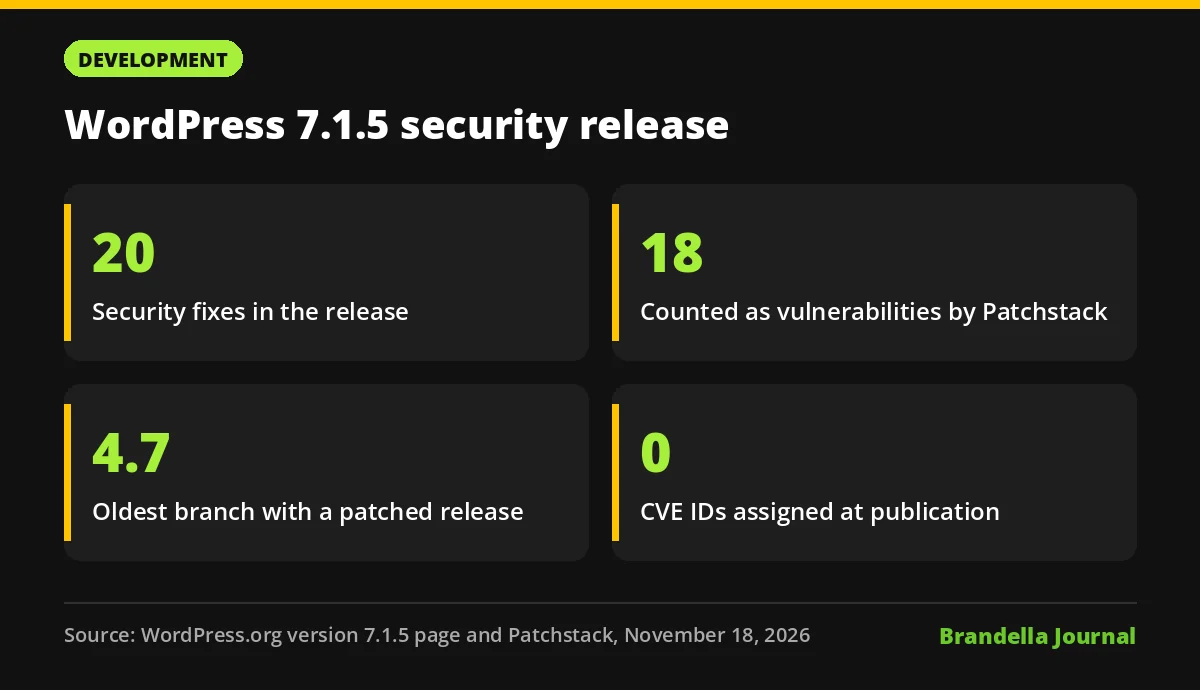 DEVELOPMENT
WordPress 7.1.5 security release
20
Security fixes in the release
18
Counted as vulnerabilities by Patchstack
4.7
Oldest branch with a patched release
0
CVE IDs assigned at publication
Source: WordPress.org version 7.1.5 page and Patchstack, November 18, 2026
Brandella Journal